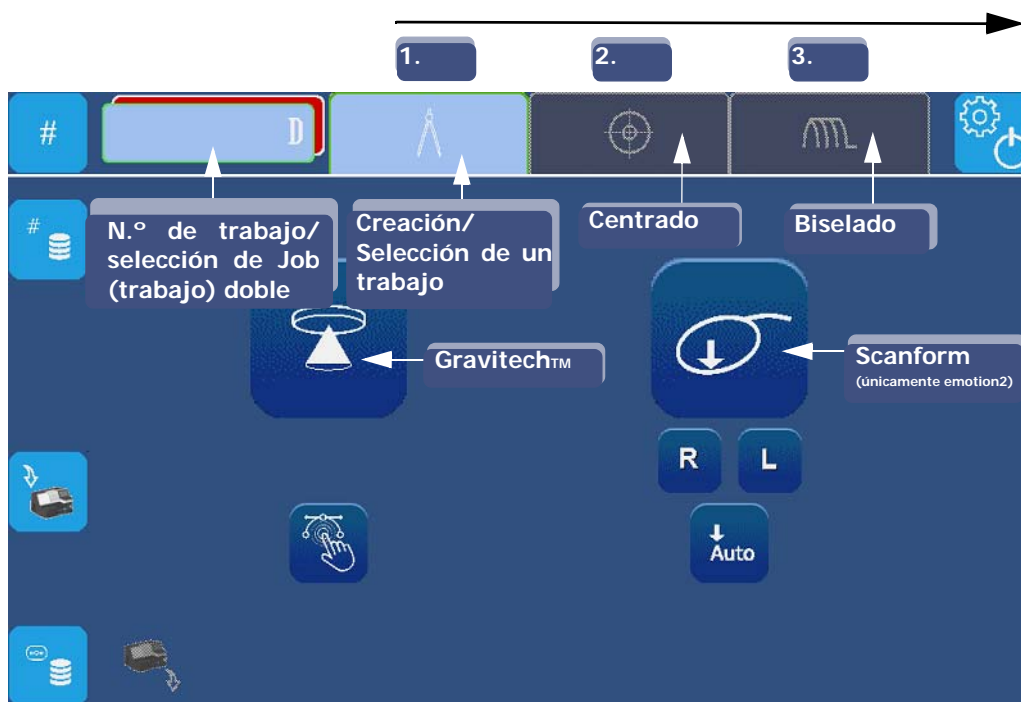 1.
2.
3.
#
D
#
N.º de trabajo/
selección de Job
(trabajo) doble
Creación/
Selección de un
trabajo
Centrado
Biselado
Gravitech™
Scanform
(únicamente emotion2)
R
L
Auto